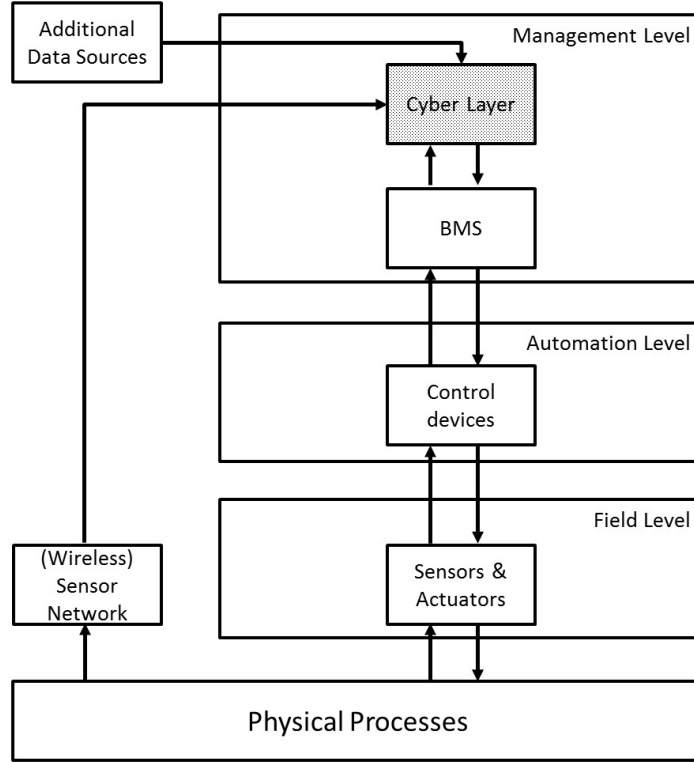 Additional
Data Sources
Management Level
Cyber Layer
BMS
Automation Level
Control
devices
Field Level
(Wireless)
Sensor
Network
Sensors &
Actuators
Physical Processes